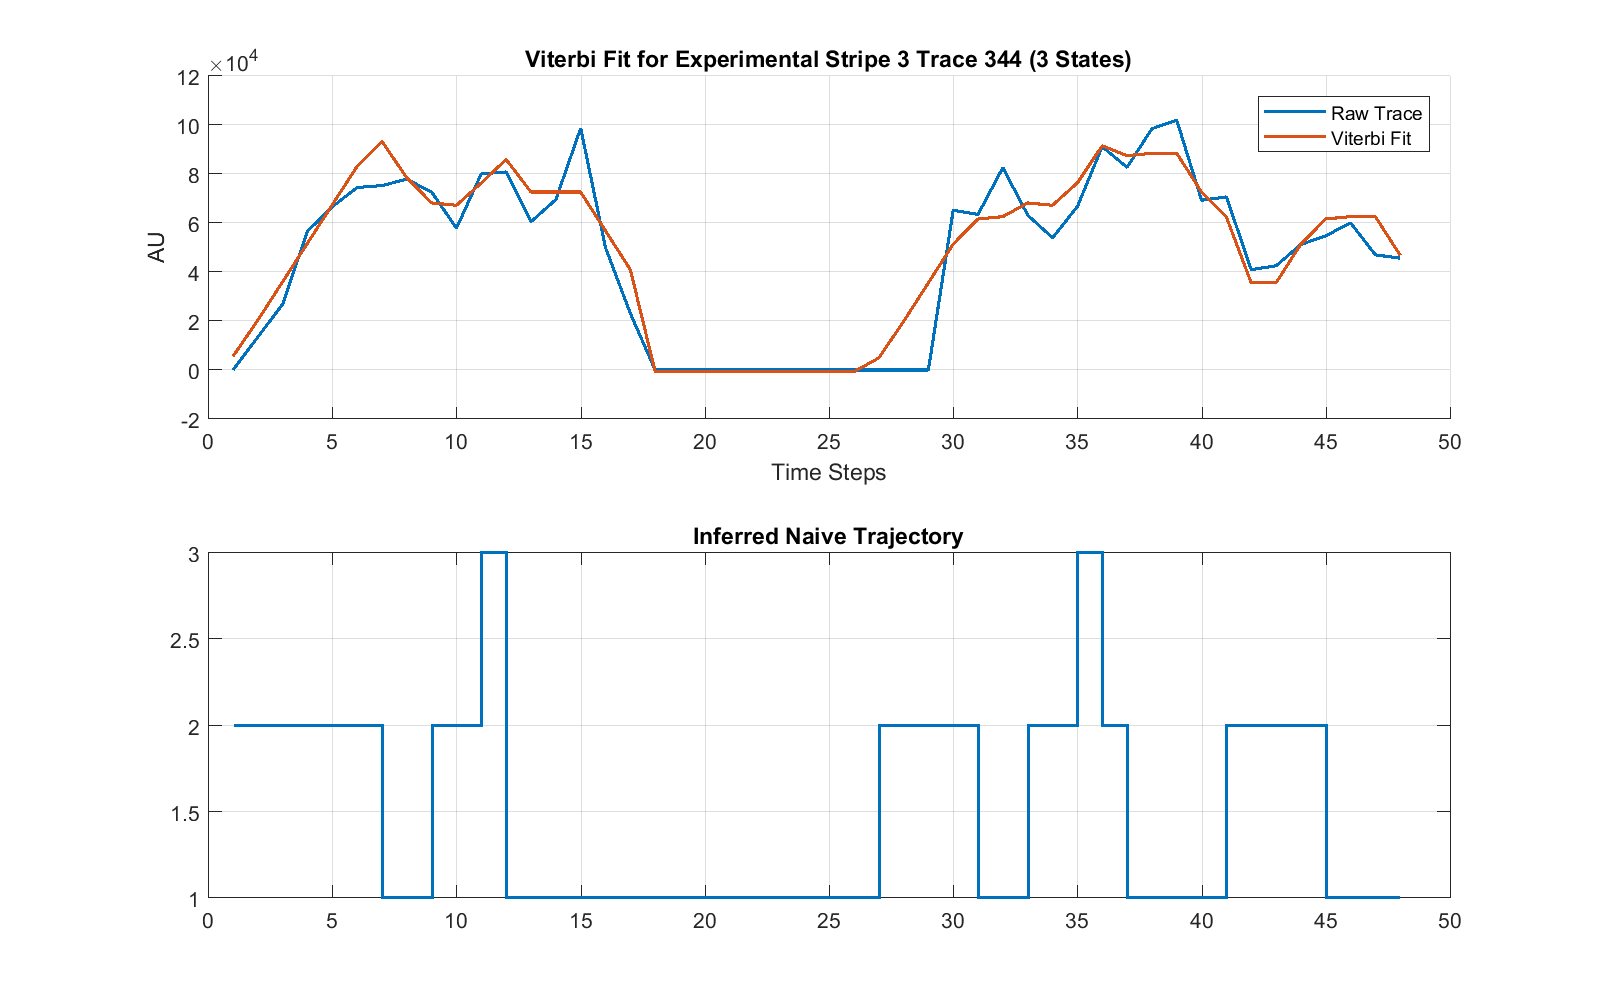 Viterbi Fit for Experimental Stripe 3 Trace 344 (3 States)
×10⁴
12
10
8
6
4
2
0
-2
AU
Raw Trace
Viterbi Fit
0 5 10 15 20 25 30 35 40 45 50
Time Steps
Inferred Naive Trajectory
3
2.5
2
1.5
1
0 5 10 15 20 25 30 35 40 45 50